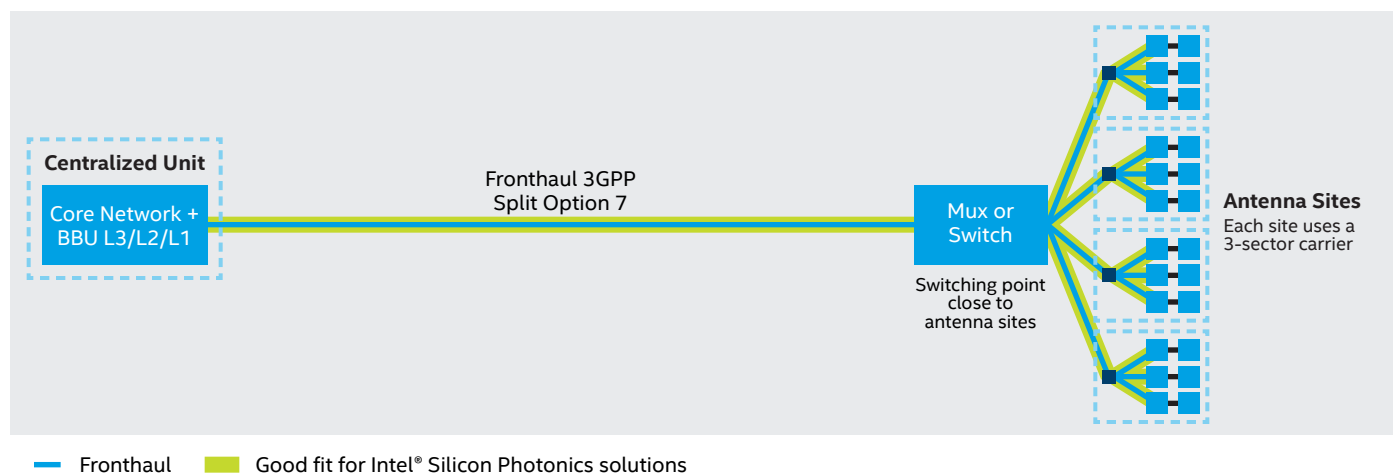 Centralized Unit
Core Network +
BBU L3/L2/L1
Fronthaul 3GPP
Split Option 7
Mux or
Switch
Switching point
close to
antenna sites
Antenna Sites
Each site uses a
3-sector carrier
Fronthaul
Good fit for Intel® Silicon Photonics solutions